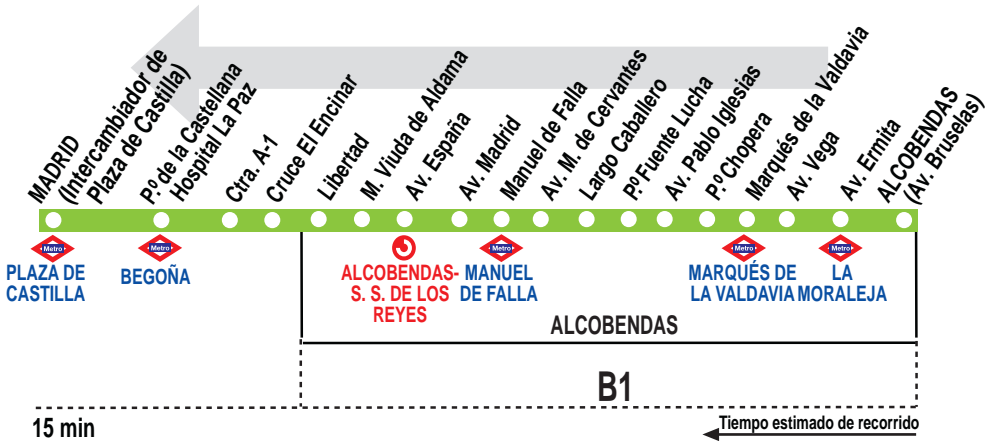 MADRID
(Intercambiador de
Plaza de Castilla)
Pº. de la Castellana
Hospital La Paz
Ctra. A-1
Cruce El Encinar
Libertad
M. Viuda de Aldama
Av. España
Av. Madrid
Manuel de Falla
Av. M. de Cervantes
Largo Caballero
Pº Fuente Lucha
Av. Pablo Iglesias
P.º Chopera
Marqués de la Valdavia
Av. Vega
Av. Ermita
ALCOBENDAS
(Av. Bruselas)
Metro
PLAZA DE
CASTILLA
Metro
BEGOÑA
ALCOBENDAS-
S. S. DE LOS
REYES
Metro
MANUEL
DE FALLA
Metro
MARQUÉS DE
LA VALDAVIA
Metro
LA
MORALEJA
ALCOBENDAS
B1
15 min
Tiempo estimado de recorrido